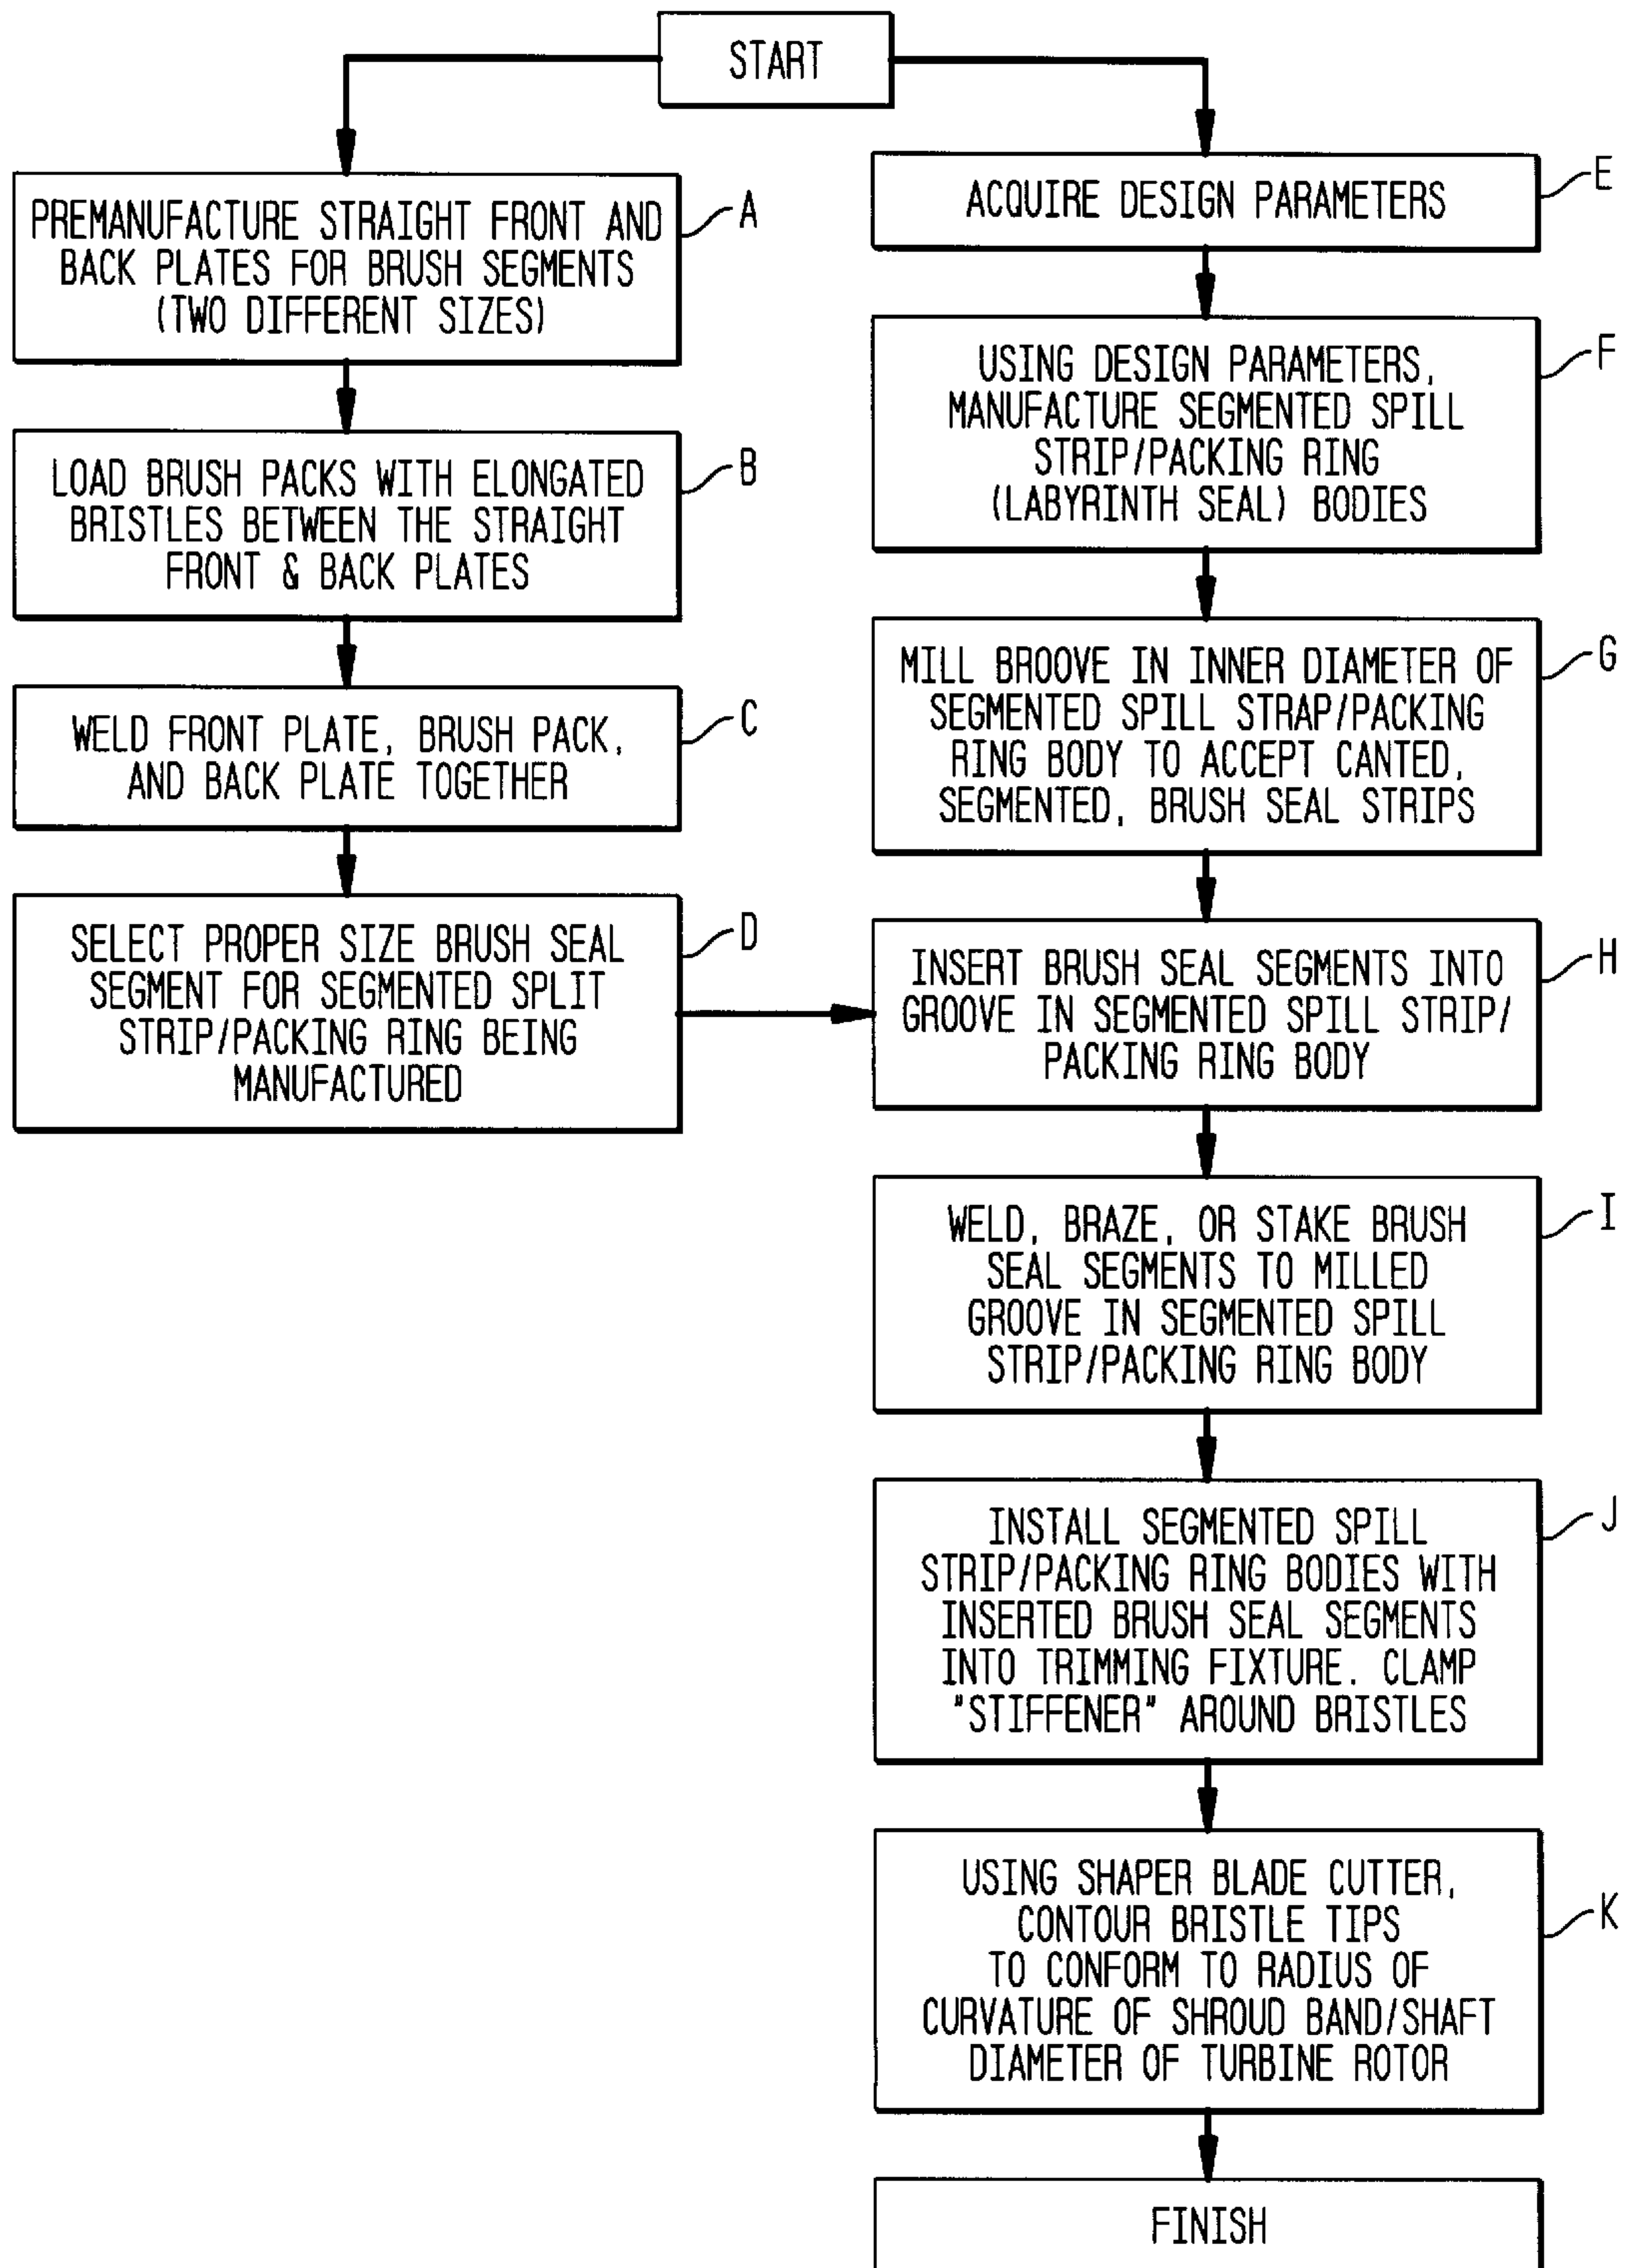 START
PREMANUFACTURE STRAIGHT FRONT AND
BACK PLATES FOR BRUSH SEGMENTS
(TWO DIFFERENT SIZES)
A
LOAD BRUSH PACKS WITH ELONGATED
BRISTLES BETWEEN THE STRAIGHT
FRONT & BACK PLATES
B
WELD FRONT PLATE, BRUSH PACK,
AND BACK PLATE TOGETHER
C
SELECT PROPER SIZE BRUSH SEAL
SEGMENT FOR SEGMENTED SPLIT
STRIP/PACKING RING BEING
MANUFACTURED
D
ACQUIRE DESIGN PARAMETERS
E
USING DESIGN PARAMETERS,
MANUFACTURE SEGMENTED SPILL
STRIP/PACKING RING
(LABYRINTH SEAL) BODIES
F
MILL BROOVE IN INNER DIAMETER OF
SEGMENTED SPILL STRAP/PACKING
RING BODY TO ACCEPT CANTED,
SEGMENTED, BRUSH SEAL STRIPS
G
INSERT BRUSH SEAL SEGMENTS INTO
GROOVE IN SEGMENTED SPILL STRIP/
PACKING RING BODY
H
WELD, BRAZE, OR STAKE BRUSH
SEAL SEGMENTS TO MILLED
GROOVE IN SEGMENTED SPILL
STRIP/PACKING RING BODY
I
INSTALL SEGMENTED SPILL
STRIP/PACKING RING BODIES WITH
INSERTED BRUSH SEAL SEGMENTS
INTO TRIMMING FIXTURE. CLAMP
"STIFFENER" AROUND BRISTLES
J
USING SHAPER BLADE CUTTER,
CONTOUR BRISTLE TIPS
TO CONFORM TO RADIUS OF
CURVATURE OF SHROUD BAND/SHAFT
DIAMETER OF TURBINE ROTOR
K
FINISH